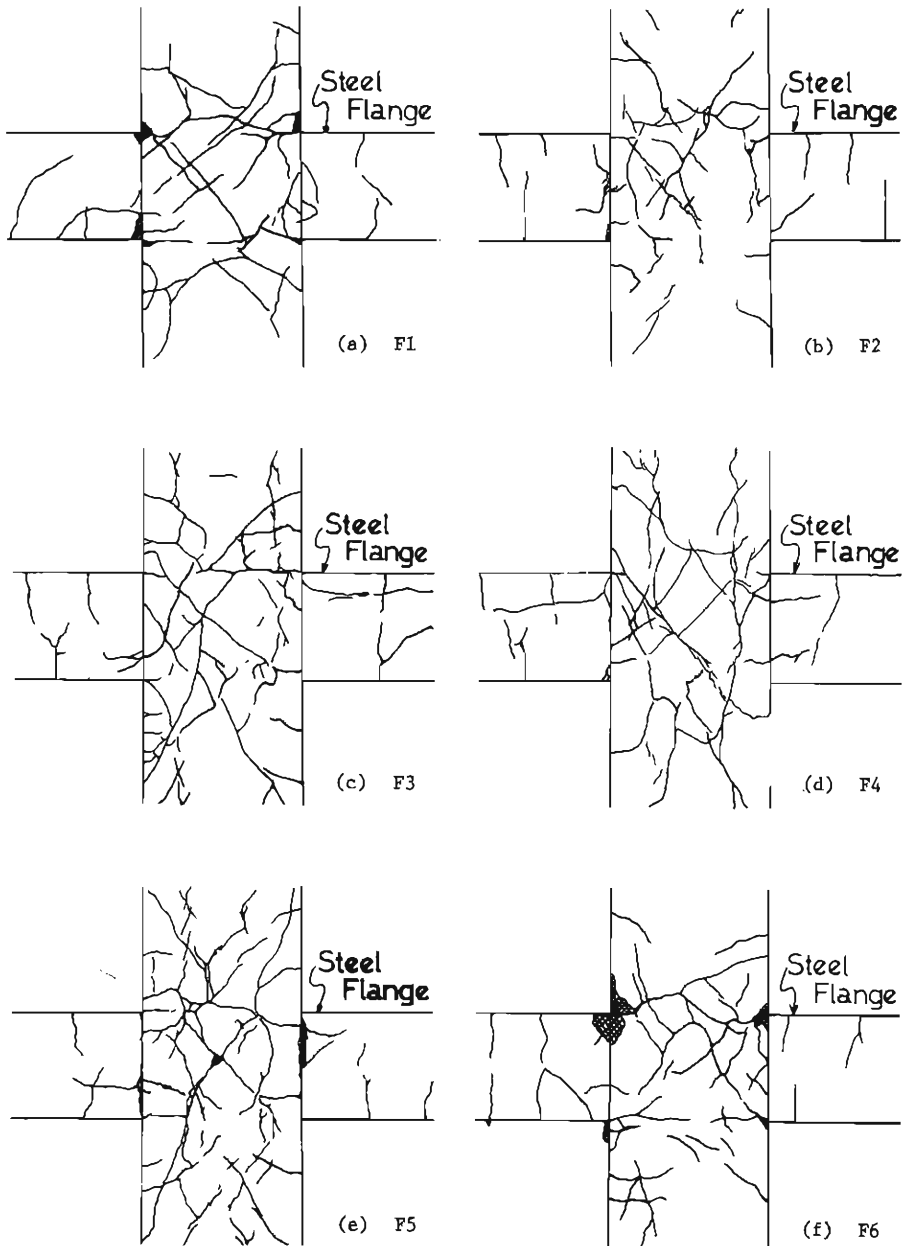 Steel
Flange
(a) F1
Steel
Flange
(b) F2
Steel
Flange
(c) F3
Steel
Flange
(d) F4
Steel
Flange
(e) F5
Steel
Flange
(f) F6